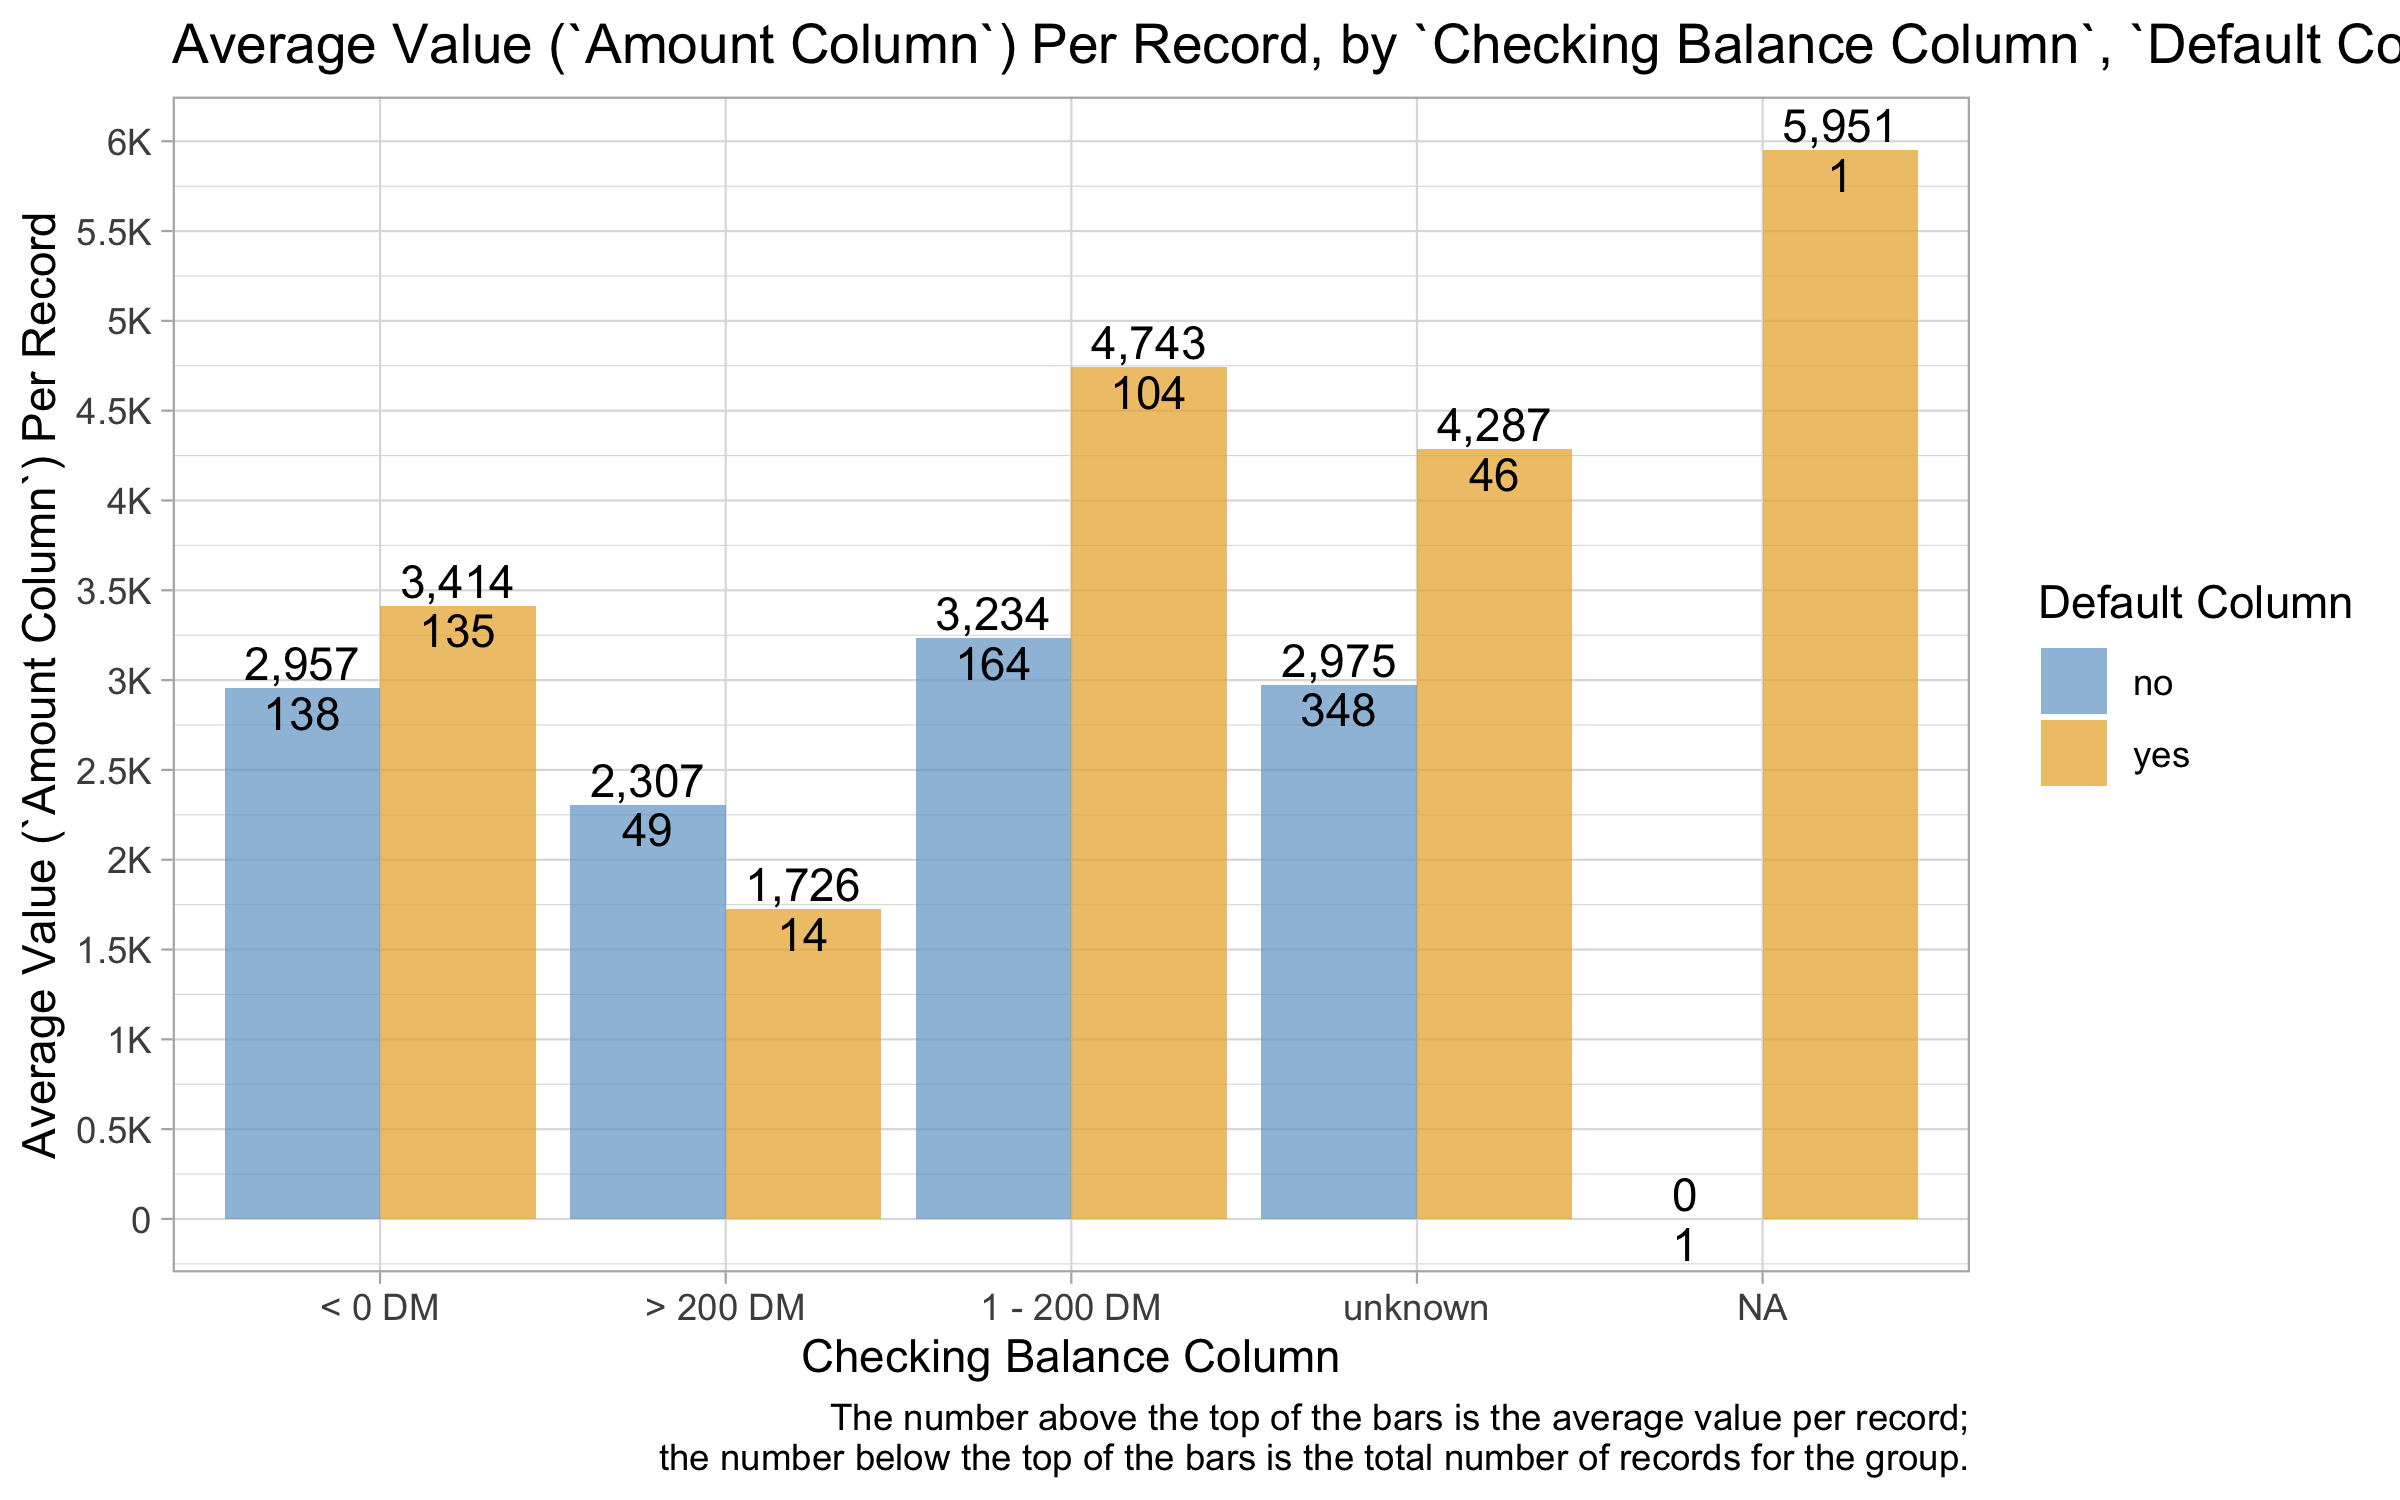 Average Value (`Amount Column`) Per Record, by `Checking Balance Column`, `Default Co
Average Value (`Amount Column`) Per Record
6K
5.5K
5K
4.5K
4K
3.5K
3K
2.5K
2K
1.5K
1K
0.5K
0
2,957
138
3,414
135
2,307
49
1,726
14
3,234
164
4,743
104
2,975
348
4,287
46
0
1
5,951
1
< 0 DM
> 200 DM
1 - 200 DM
unknown
NA
Checking Balance Column
Default Column
no
yes
The number above the top of the bars is the average value per record;
the number below the top of the bars is the total number of records for the group.